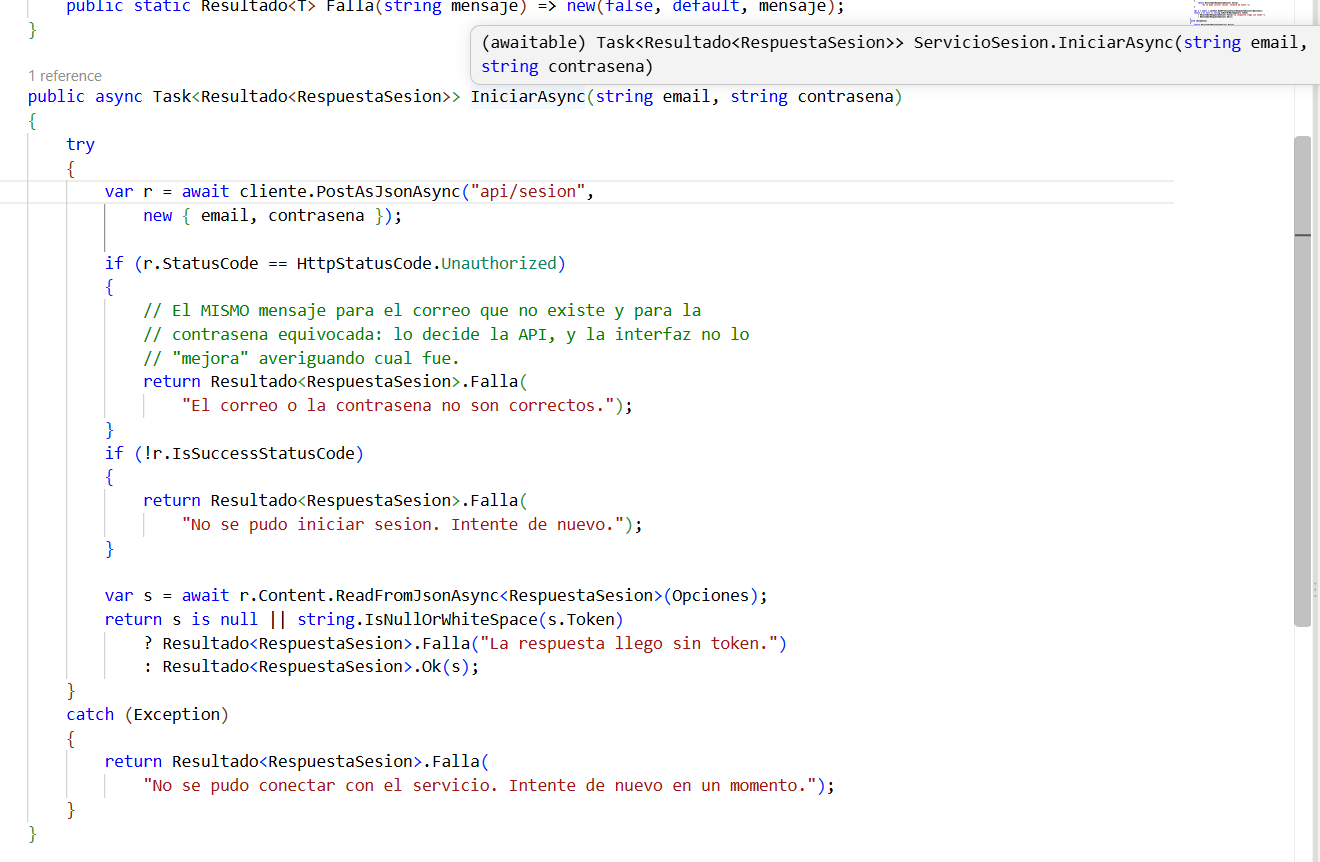 public static Resultado<T> Falla(string mensaje) => new(false, default, mensaje);
}
(awaitable) Task<Resultado<RespuestaSesion>> ServicioSesion.IniciarAsync(string email,
string contrasena)
1 reference
public async Task<Resultado<RespuestaSesion>> IniciarAsync(string email, string contrasena)
{
try
{
var r = await cliente.PostAsJsonAsync("api/sesion",
new { email, contrasena });
if (r.StatusCode == HttpStatusCode.Unauthorized)
{
// El MISMO mensaje para el correo que no existe y para la
// contrasena equivocada: lo decide la API, y la interfaz no lo
// "mejora" averiguando cual fue.
return Resultado<RespuestaSesion>.Falla(
"El correo o la contrasena no son correctos.");
}
if (!r.IsSuccessStatusCode)
{
return Resultado<RespuestaSesion>.Falla(
"No se pudo iniciar sesion. Intente de nuevo.");
}
var s = await r.Content.ReadFromJsonAsync<RespuestaSesion>(Opciones);
return s is null || string.IsNullOrWhiteSpace(s.Token)
? Resultado<RespuestaSesion>.Falla("La respuesta llego sin token.")
: Resultado<RespuestaSesion>.Ok(s);
}
catch (Exception)
{
return Resultado<RespuestaSesion>.Falla(
"No se pudo conectar con el servicio. Intente de nuevo en un momento.");
}
}